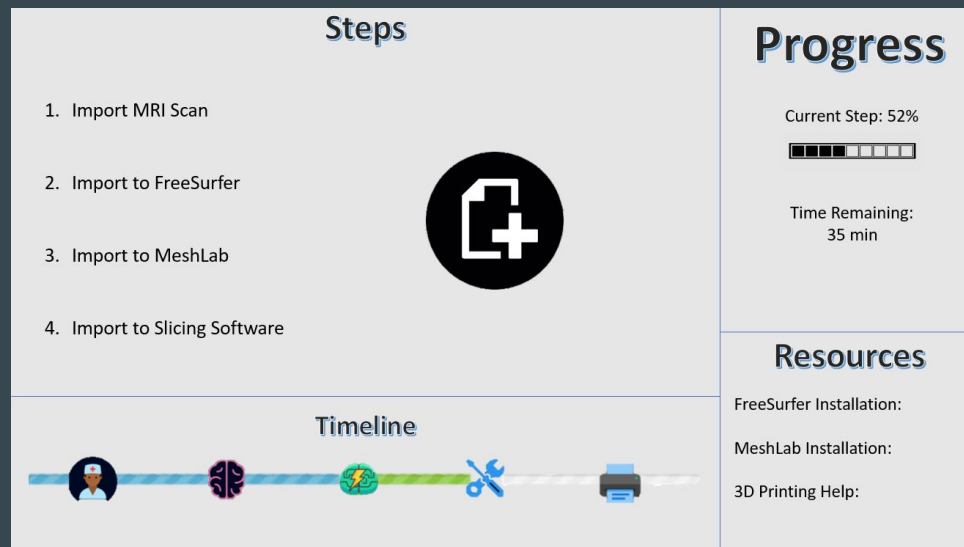 Steps
1. Import MRI Scan
2. Import to FreeSurfer
3. Import to MeshLab
4. Import to Slicing Software
Timeline
Progress
Current Step: 52%
Time Remaining:
35 min
Resources
FreeSurfer Installation:
MeshLab Installation:
3D Printing Help: